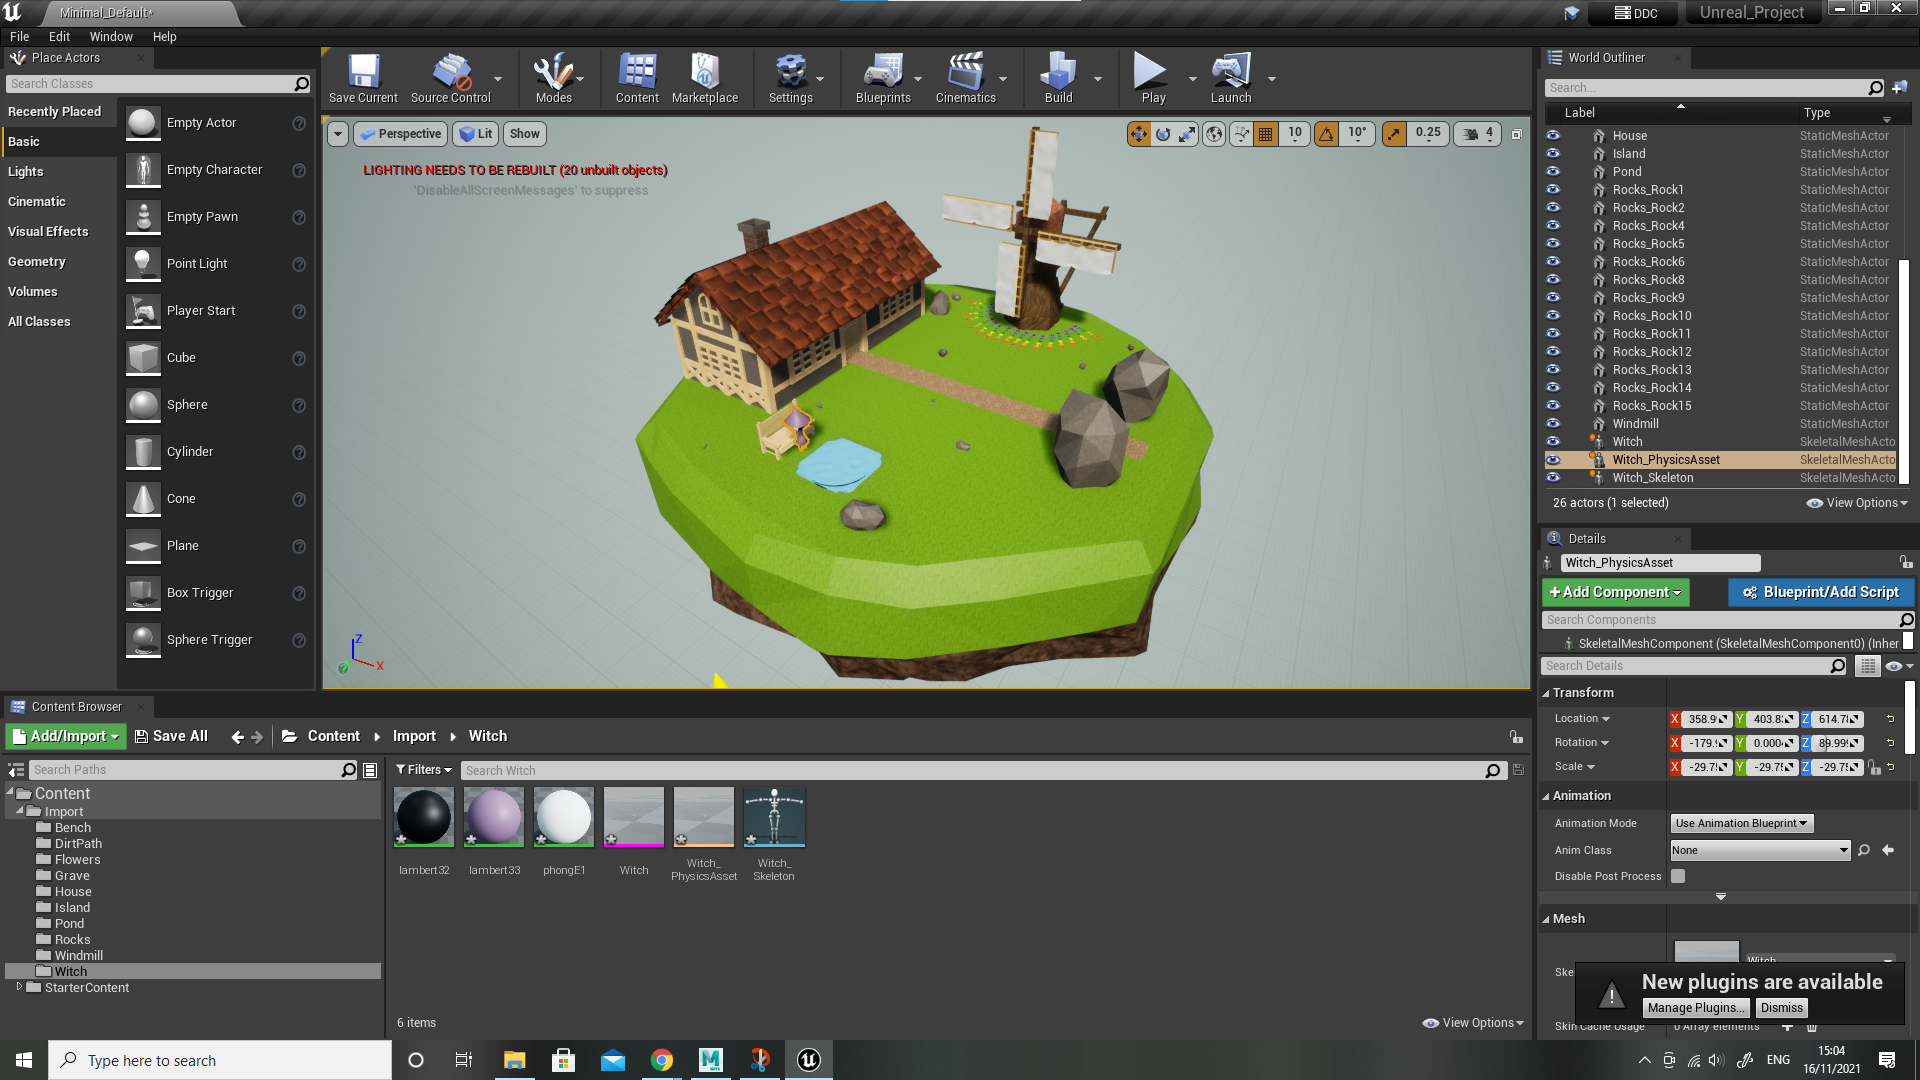 Minimal_Default*
DDC
Unreal_Project
File Edit Window Help
Place Actors
Search Classes
Recently Placed
Basic
Lights
Cinematic
Visual Effects
Geometry
Volumes
All Classes
Empty Actor
Empty Character
Empty Pawn
Point Light
Player Start
Cube
Sphere
Cylinder
Cone
Plane
Box Trigger
Sphere Trigger
Save Current Source Control Modes Content Marketplace Settings Blueprints Cinematics Build Play Launch
Perspective Lit Show
10 10° 0.25 4
LIGHTING NEEDS TO BE REBUILT (20 unbuilt objects)
'DisableAllScreenMessages' to suppress
Z
X
World Outliner
Search...
Label Type
House StaticMeshActor
Island StaticMeshActor
Pond StaticMeshActor
Rocks_Rock1 StaticMeshActor
Rocks_Rock2 StaticMeshActor
Rocks_Rock4 StaticMeshActor
Rocks_Rock5 StaticMeshActor
Rocks_Rock6 StaticMeshActor
Rocks_Rock8 StaticMeshActor
Rocks_Rock9 StaticMeshActor
Rocks_Rock10 StaticMeshActor
Rocks_Rock11 StaticMeshActor
Rocks_Rock12 StaticMeshActor
Rocks_Rock13 StaticMeshActor
Rocks_Rock14 StaticMeshActor
Rocks_Rock15 StaticMeshActor
Windmill StaticMeshActor
Witch SkeletalMeshActo
Witch_PhysicsAsset SkeletalMeshActo
Witch_Skeleton SkeletalMeshActo
26 actors (1 selected) View Options
Details
Witch_PhysicsAsset
+Add Component Blueprint/Add Script
Search Components
SkeletalMeshComponent (SkeletalMeshComponent0) (Inher
Search Details
Transform
Location X 358.9 Y 403.8 Z 614.7
Rotation X -179. Y 0.000 Z 89.99
Scale X -29.7 Y -29.7 Z -29.7
Animation
Animation Mode Use Animation Blueprint
Anim Class None
Disable Post Process
Mesh
Ske Witch
Skin Cache Usage 0 Array elements
New plugins are available
Manage Plugins... Dismiss
Content Browser
Add/Import Save All Content Import Witch
Search Paths
Filters Search Witch
Content
Import
Bench
DirtPath
Flowers
Grave
House
Island
Pond
Rocks
Windmill
Witch
StarterContent
lambert32 lambert33 phongE1 Witch Witch_PhysicsAsset Witch_Skeleton
6 items View Options
Type here to search
ENG
15:04
16/11/2021